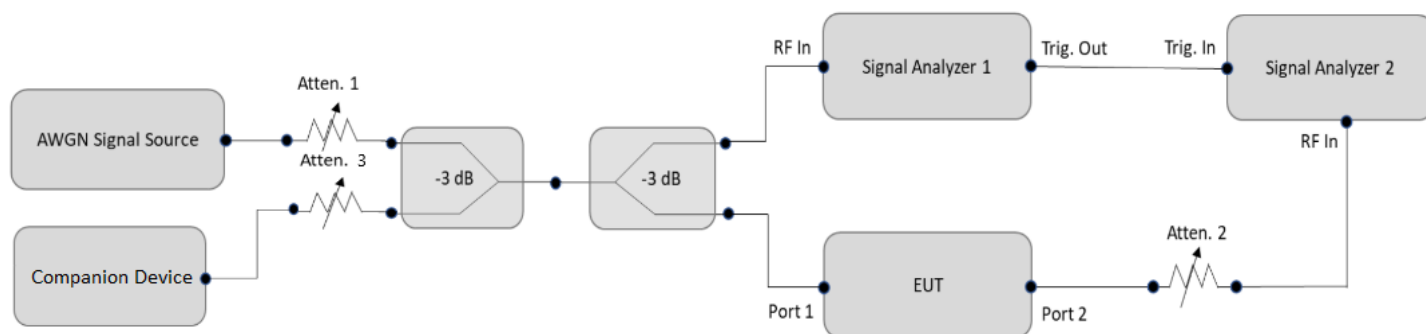 RF In
Signal Analyzer 1
Trig. Out
Trig. In
Signal Analyzer 2
Atten. 1
AWGN Signal Source
RF In
Atten. 3
-3 dB
-3 dB
Atten. 2
Companion Device
EUT
Port 1
Port 2